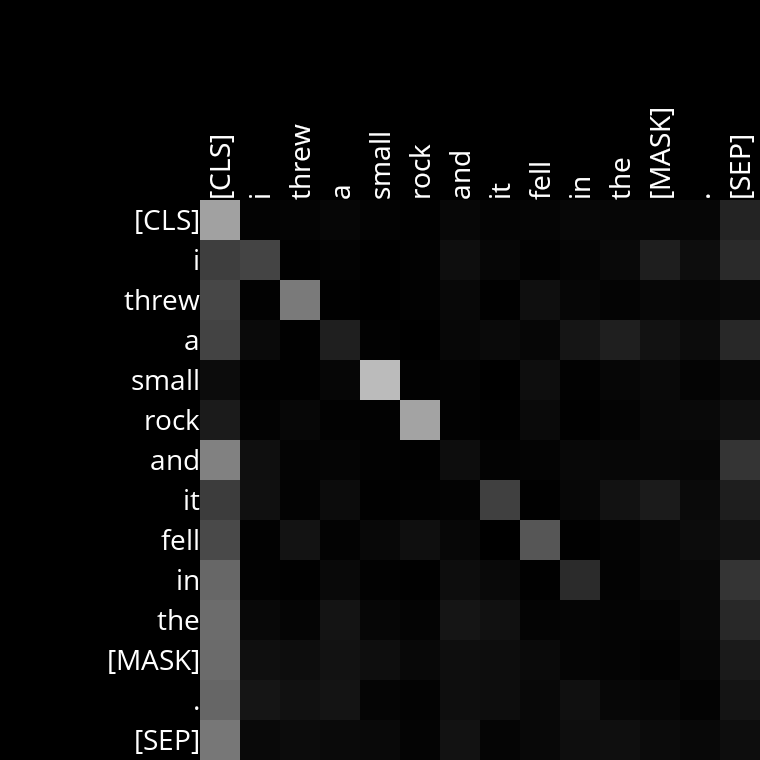 [CLS] i threw a small rock and it fell in the [MASK] . [SEP]
[CLS]
i
threw
a
small
rock
and
it
fell
in
the
[MASK]
.
[SEP]